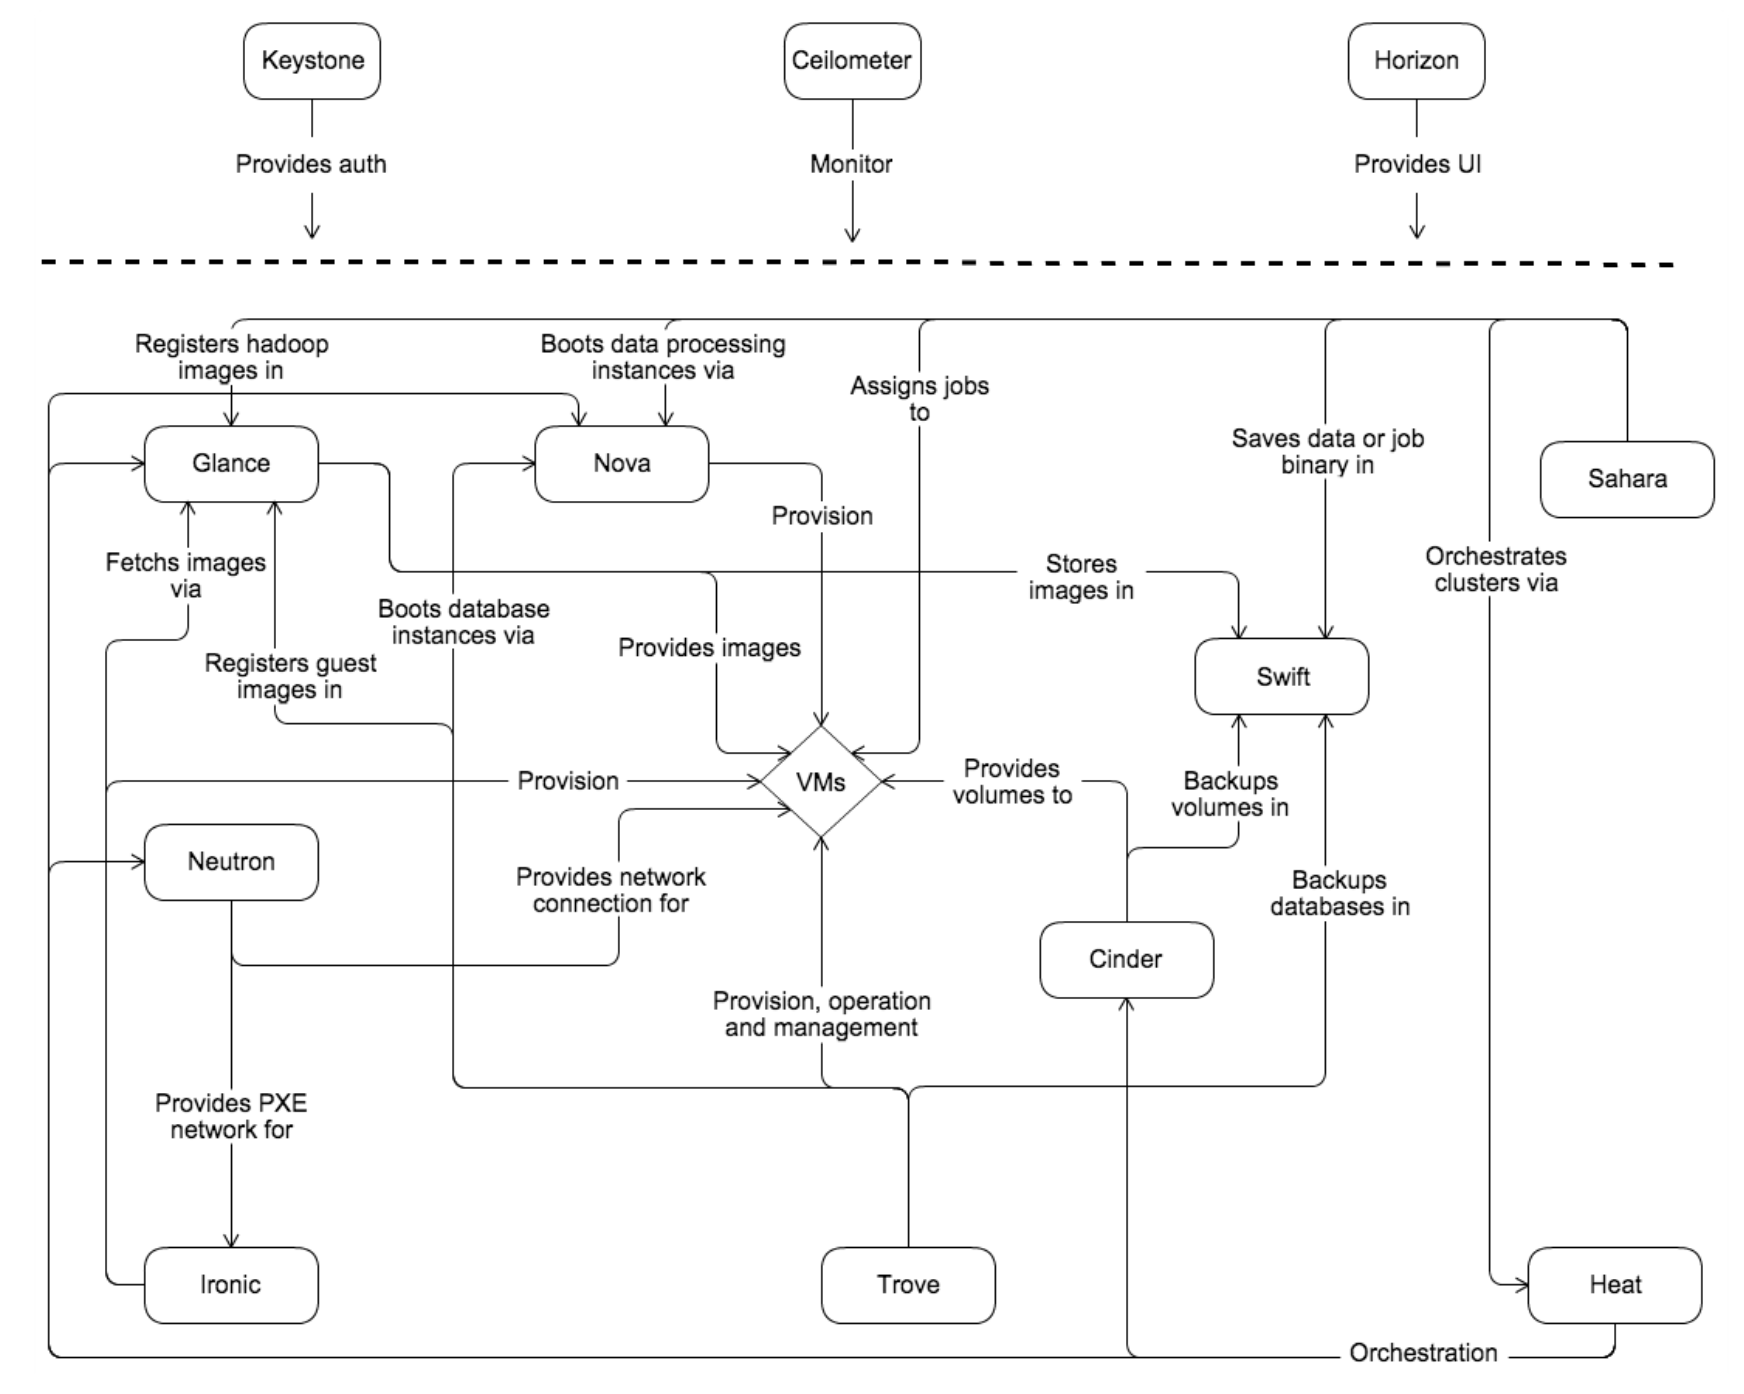 Keystone
Ceilometer
Horizon
Provides auth
Monitor
Provides UI
Registers hadoop
images in
Boots data processing
instances via
Assigns jobs
to
Saves data or job
binary in
Glance
Nova
Sahara
Provision
Fetchs images
via
Stores
images in
Orchestrates
clusters via
Boots database
instances via
Provides images
Registers guest
images in
Swift
Provision
VMs
Provides
volumes to
Backups
volumes in
Neutron
Provides network
connection for
Backups
databases in
Cinder
Provision, operation
and management
Provides PXE
network for
Ironic
Trove
Heat
Orchestration